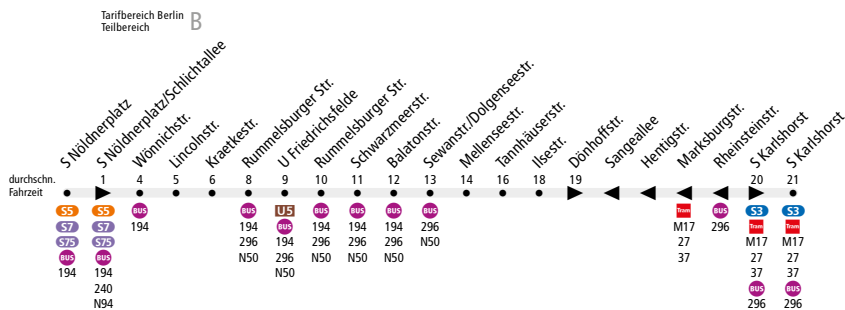 Tarifbereich Berlin
Teilbereich
B
S Nöldnerplatz
S Nöldnerplatz/Schlichtallee
Wönnichstr.
Lincolnstr.
Kraetkestr.
Rummelsburger Str.
U Friedrichsfelde
Rummelsburger Str.
Schwarzmeerstr.
Balatonstr.
Sewanstr./Dolgenseestr.
Mellenseestr.
Tannhäuserstr.
Ilsestr.
Dönhoffstr.
Sangeallee
Hentigstr.
Marksburgstr.
Rheinsteinstr.
S Karlshorst
S Karlshorst
durchschn.
Fahrzeit
1 4 5 6 8 9 10 11 12 13 14 16 18 19 20 21
S5 S5 BUS BUS U5 BUS BUS BUS BUS Tram BUS S3 S3
S7 S7 194 194 BUS 194 194 194 296 M17 296 Tram Tram
S75 S75 296 194 296 296 296 N50 27 M17 M17
BUS BUS N50 296 N50 N50 N50 37 27 27
194 194 N50 37 37
240 BUS BUS
N94 296 296